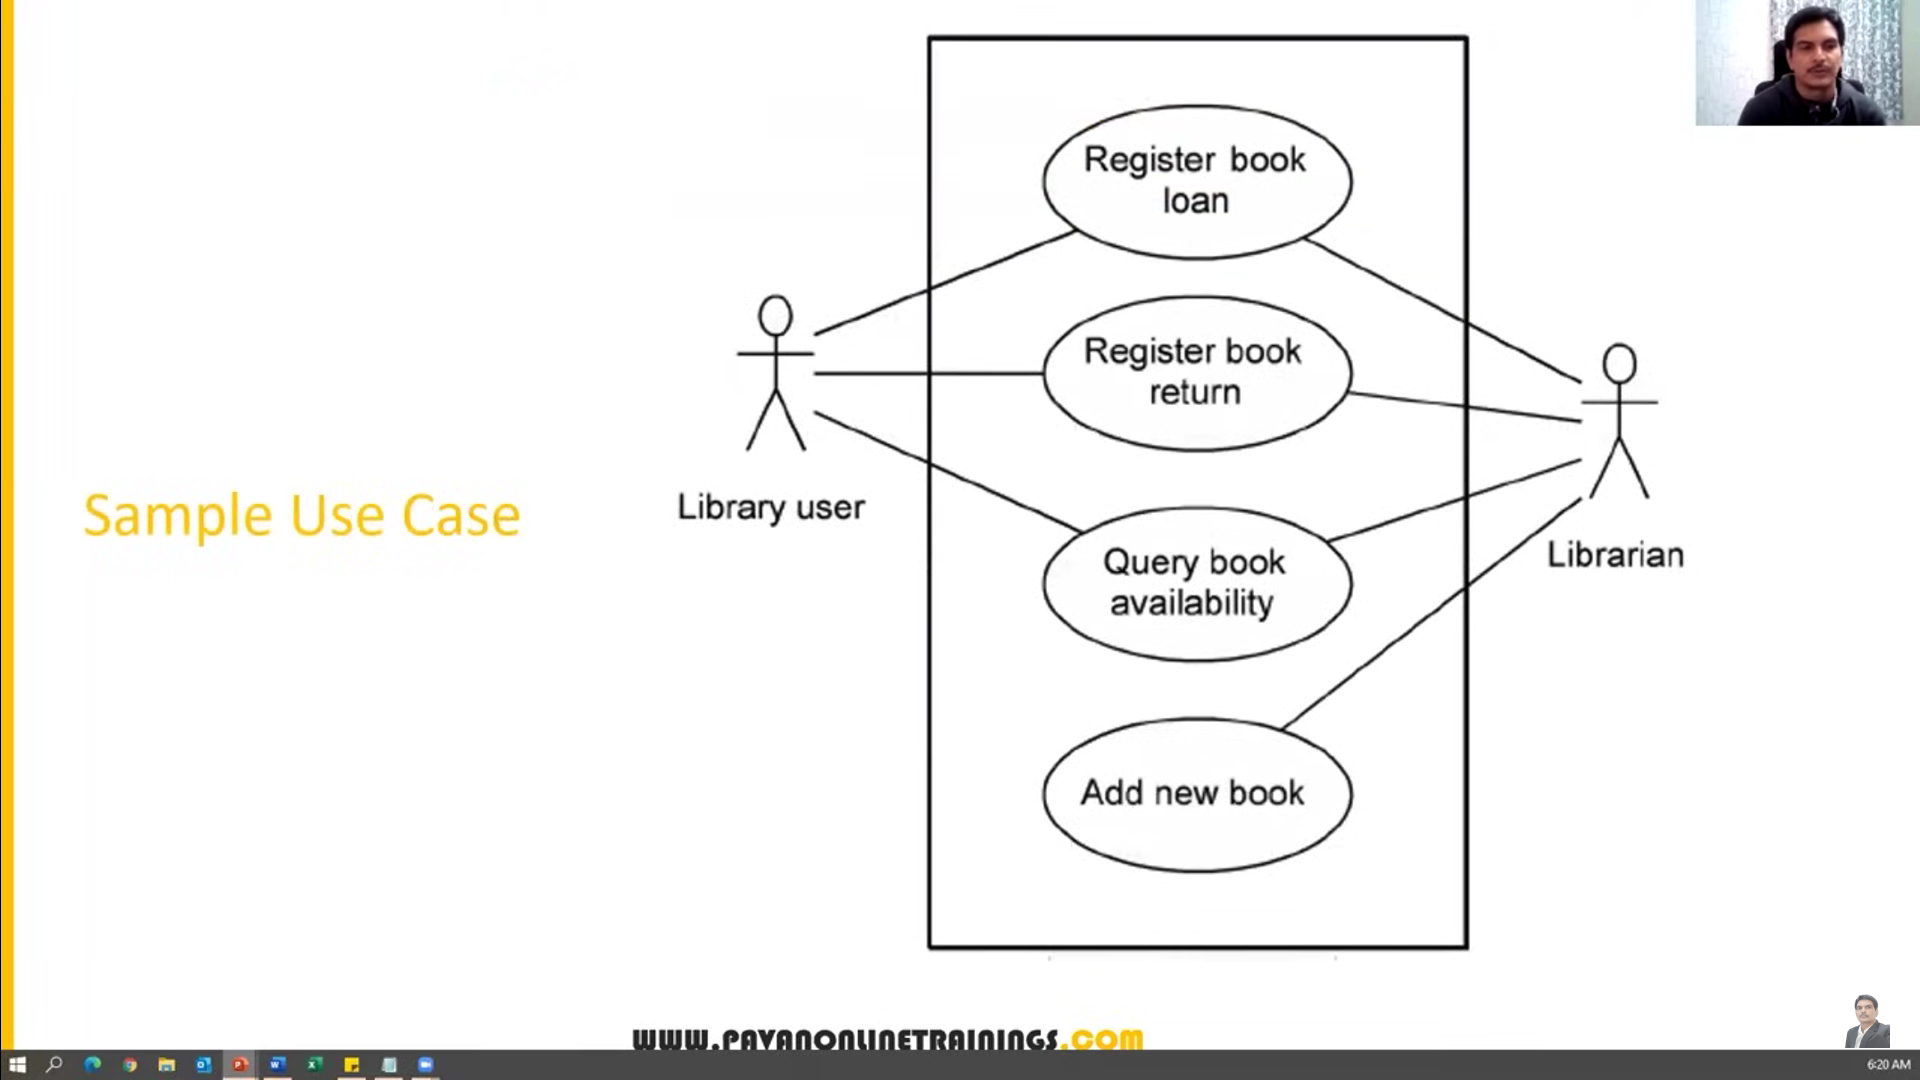 Register book
loan
Register book
return
Library user
Sample Use Case
Query book
availability
Librarian
Add new book
WWW.PAVANONLINETRAININGS.COM
6:20 AM